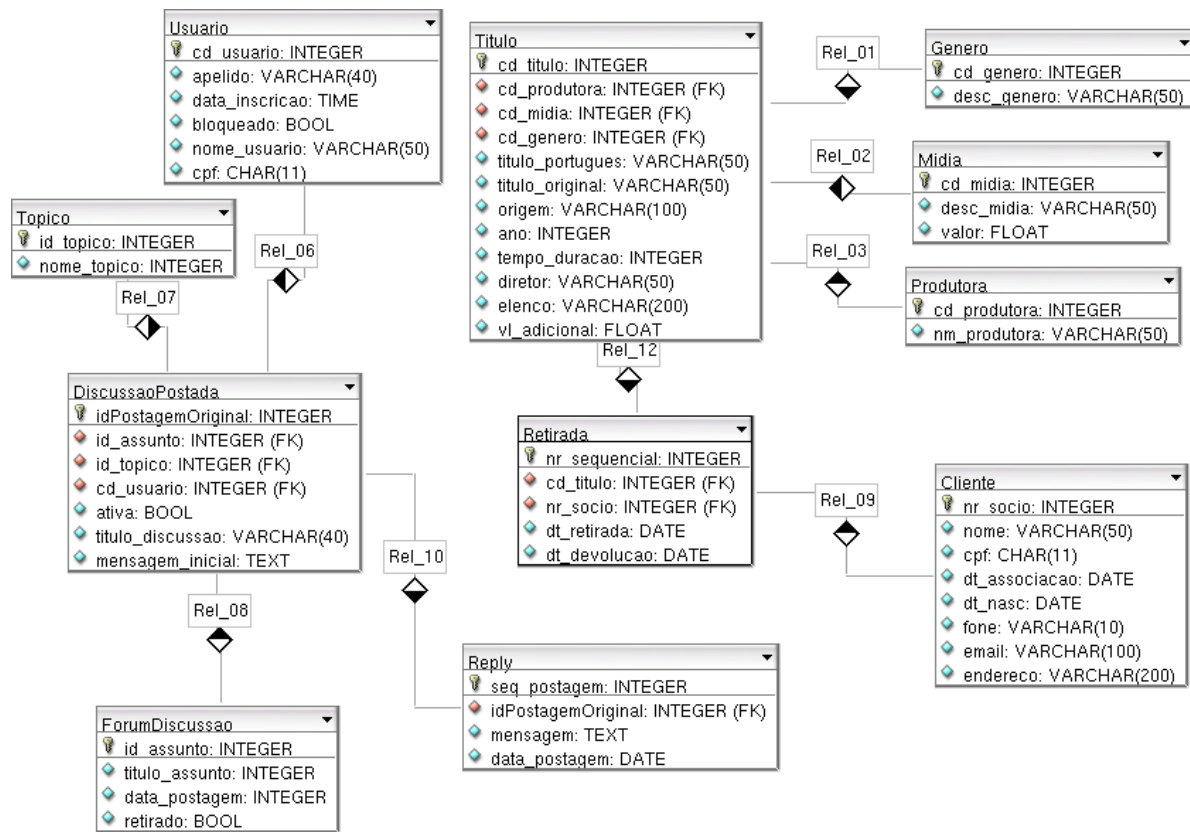 Usuario
cd_usuario: INTEGER
apelido: VARCHAR(40)
data_inscricao: TIME
bloqueado: BOOL
nome_usuario: VARCHAR(50)
cpf: CHAR(11)
Titulo
cd_titulo: INTEGER
cd_produtora: INTEGER (FK)
cd_midia: INTEGER (FK)
cd_genero: INTEGER (FK)
titulo_portugues: VARCHAR(50)
titulo_original: VARCHAR(50)
origem: VARCHAR(100)
ano: INTEGER
tempo_duracao: INTEGER
diretor: VARCHAR(50)
elenco: VARCHAR(200)
vl_adicional: FLOAT
Rel_01
Genero
cd_genero: INTEGER
desc_genero: VARCHAR(50)
Rel_02
Midia
cd_midia: INTEGER
desc_midia: VARCHAR(50)
valor: FLOAT
Rel_03
Produtora
cd_produtora: INTEGER
nm_produtora: VARCHAR(50)
Topico
id_topico: INTEGER
nome_topico: INTEGER
Rel_06
Rel_07
Rel_12
DiscussaoPostada
idPostagemOriginal: INTEGER
id_assunto: INTEGER (FK)
id_topico: INTEGER (FK)
cd_usuario: INTEGER (FK)
ativa: BOOL
titulo_discussao: VARCHAR(40)
mensagem_inicial: TEXT
Retirada
nr_sequencial: INTEGER
cd_titulo: INTEGER (FK)
nr_socio: INTEGER (FK)
dt_retirada: DATE
dt_devolucao: DATE
Rel_09
Cliente
nr_socio: INTEGER
nome: VARCHAR(50)
cpf: CHAR(11)
dt_associacao: DATE
dt_nasc: DATE
fone: VARCHAR(10)
email: VARCHAR(100)
endereco: VARCHAR(200)
Rel_10
Rel_08
Reply
seq_postagem: INTEGER
idPostagemOriginal: INTEGER (FK)
mensagem: TEXT
data_postagem: DATE
ForumDiscussao
id_assunto: INTEGER
titulo_assunto: INTEGER
data_postagem: INTEGER
retirado: BOOL